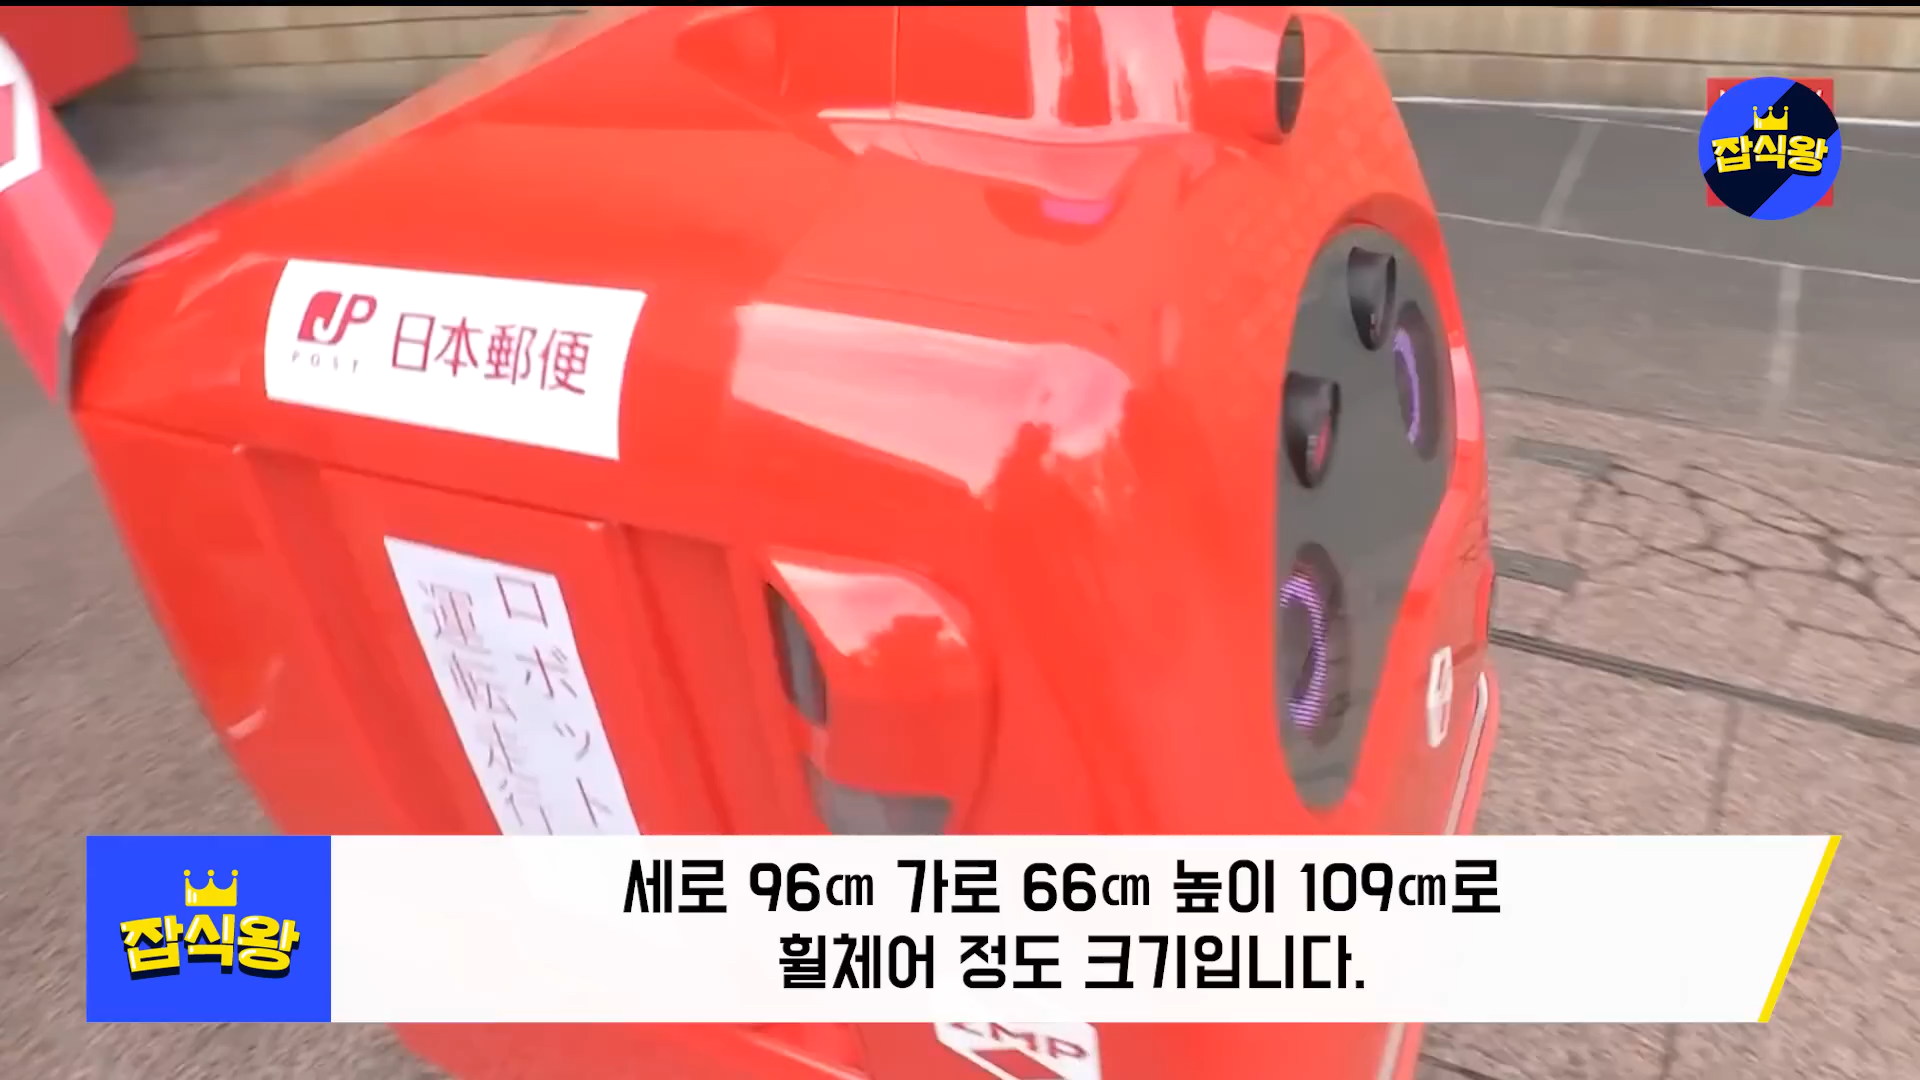 잡식왕
JP
POST
日本郵便
ロボット
運転走行
세로 96㎝ 가로 66㎝ 높이 109㎝로
휠체어 정도 크기입니다.
잡식왕
ZMP